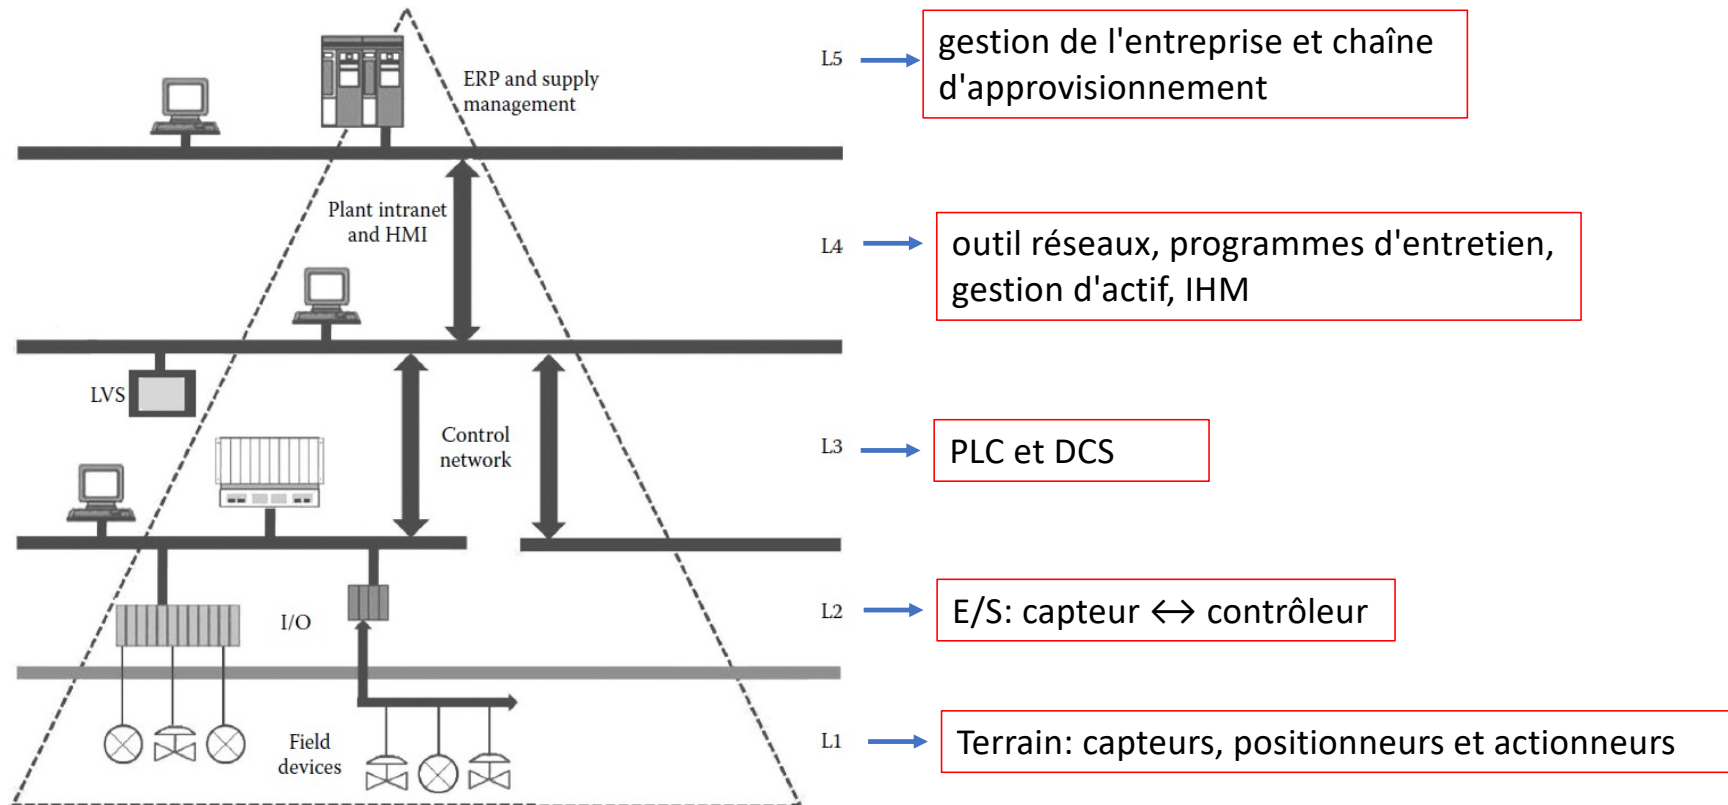 ERP and supply
management
L5
gestion de l'entreprise et chaîne
d'approvisionnement
Plant intranet
and HMI
L4
outil réseaux, programmes d'entretien,
gestion d'actif, IHM
LVS
Control
network
L3
PLC et DCS
I/O
L2
E/S: capteur ↔ contrôleur
Field
devices
L1
Terrain: capteurs, positionneurs et actionneurs